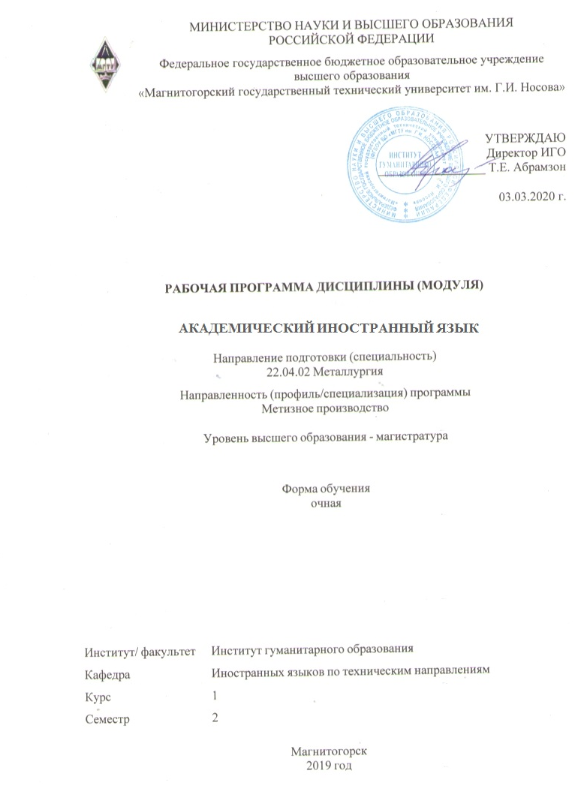 МИНИСТЕРСТВО НАУКИ И ВЫСШЕГО ОБРАЗОВАНИЯ
РОССИЙСКОЙ ФЕДЕРАЦИИ
Федеральное государственное бюджетное образовательное учреждение
высшего образования
«Магнитогорский государственный технический университет им. Г.И. Носова»
УТВЕРЖДАЮ
Директор ИГО
Т.Е. Абрамзон
03.03.2020 г.
ИНСТИТУТ
РАБОЧАЯ ПРОГРАММА ДИСЦИПЛИНЫ (МОДУЛЯ)
АКАДЕМИЧЕСКИЙ ИНОСТРАННЫЙ ЯЗЫК
Направление подготовки (специальность)
22.04.02 Металлургия
Направленность (профиль/специализация) программы
Метизное производство
Уровень высшего образования - магистратура
Форма обучения
очная
Институт/ факультет Институт гуманитарного образования
Кафедра Иностранных языков по техническим направлениям
Курс 1
Семестр 2
Магнитогорск
2019 год